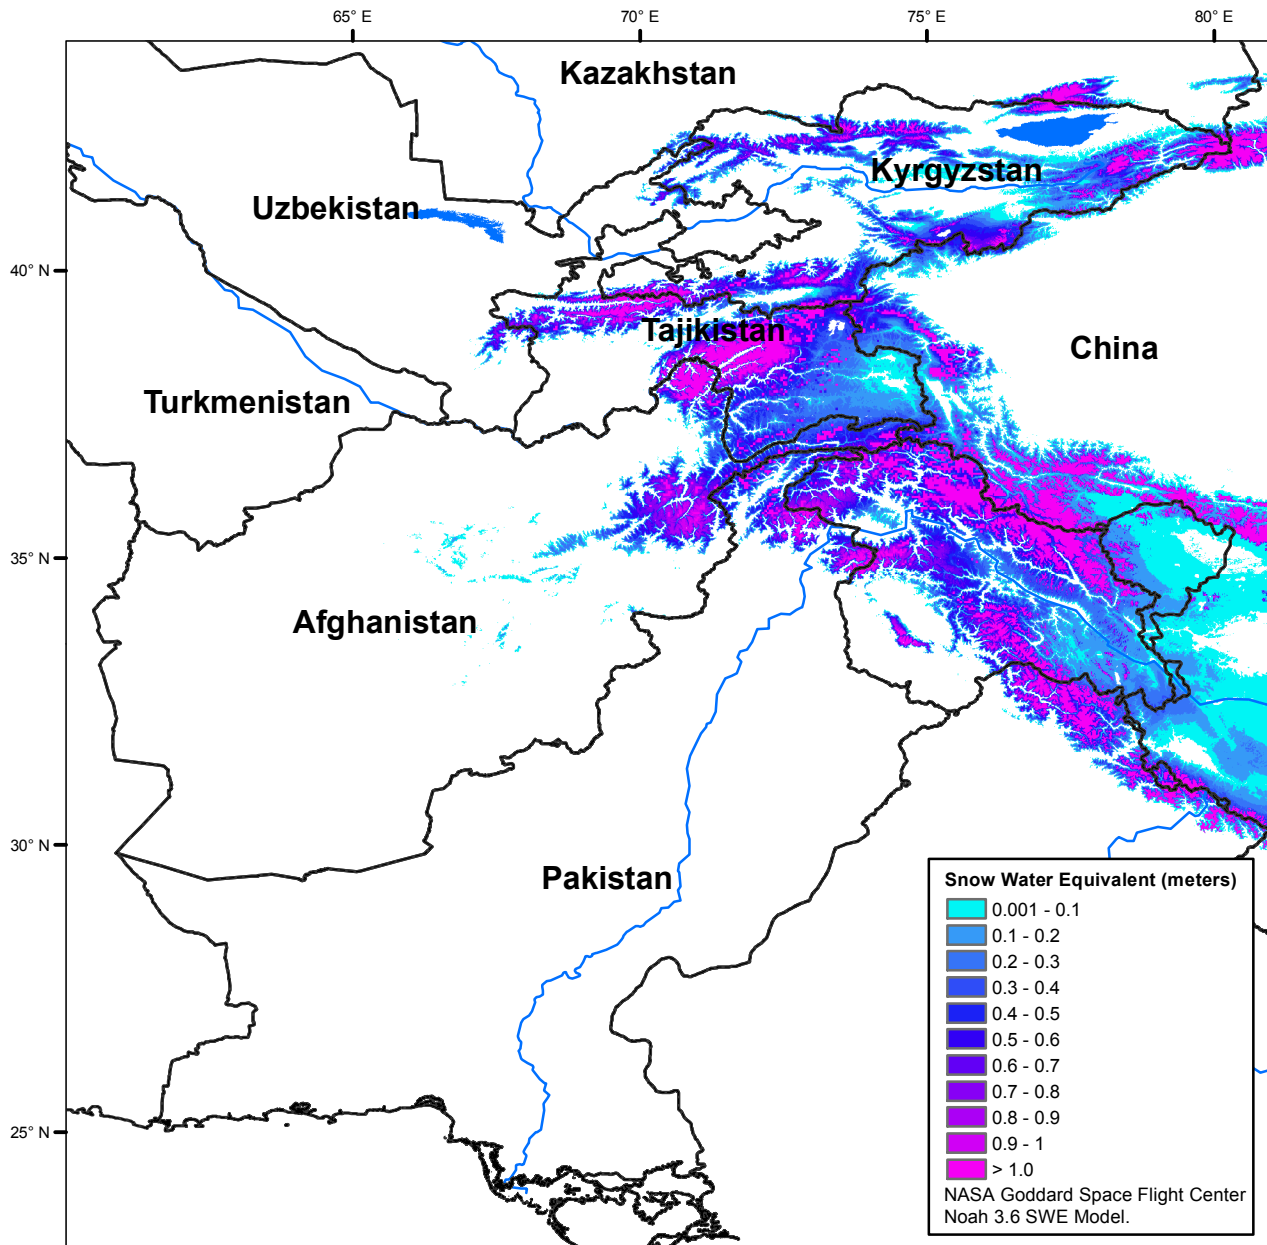 65° E
70° E
75° E
80° E
Kazakhstan
Kyrgyzstan
Uzbekistan
40° N
Tajikistan
China
Turkmenistan
35° N
Afghanistan
30° N
Pakistan
25° N
Snow Water Equivalent (meters)
0.001 - 0.1
0.1 - 0.2
0.2 - 0.3
0.3 - 0.4
0.4 - 0.5
0.5 - 0.6
0.6 - 0.7
0.7 - 0.8
0.8 - 0.9
0.9 - 1
> 1.0
NASA Goddard Space Flight Center
Noah 3.6 SWE Model.